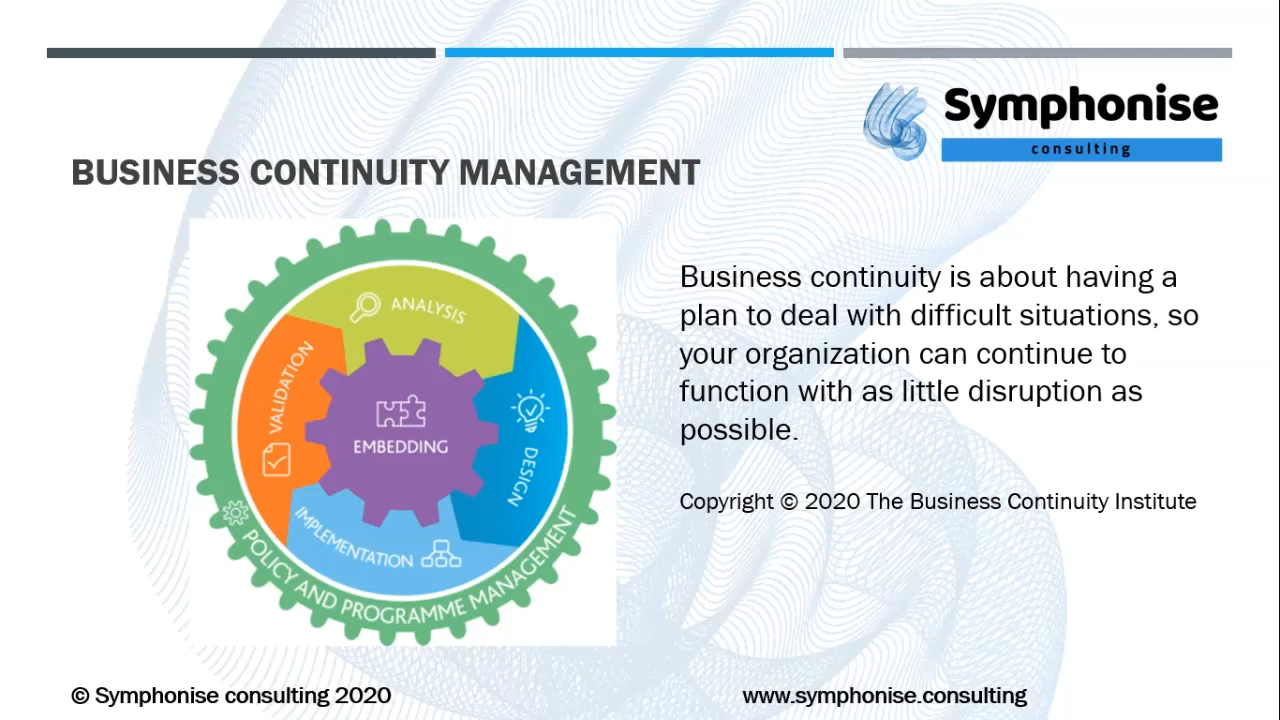 Symphonise
consulting
BUSINESS CONTINUITY MANAGEMENT
ANALYSIS
VALIDATION
EMBEDDING
DESIGN
IMPLEMENTATION
POLICY AND PROGRAMME MANAGEMENT
Business continuity is about having a
plan to deal with difficult situations, so
your organization can continue to
function with as little disruption as
possible.
Copyright © 2020 The Business Continuity Institute
© Symphonise consulting 2020
www.symphonise.consulting